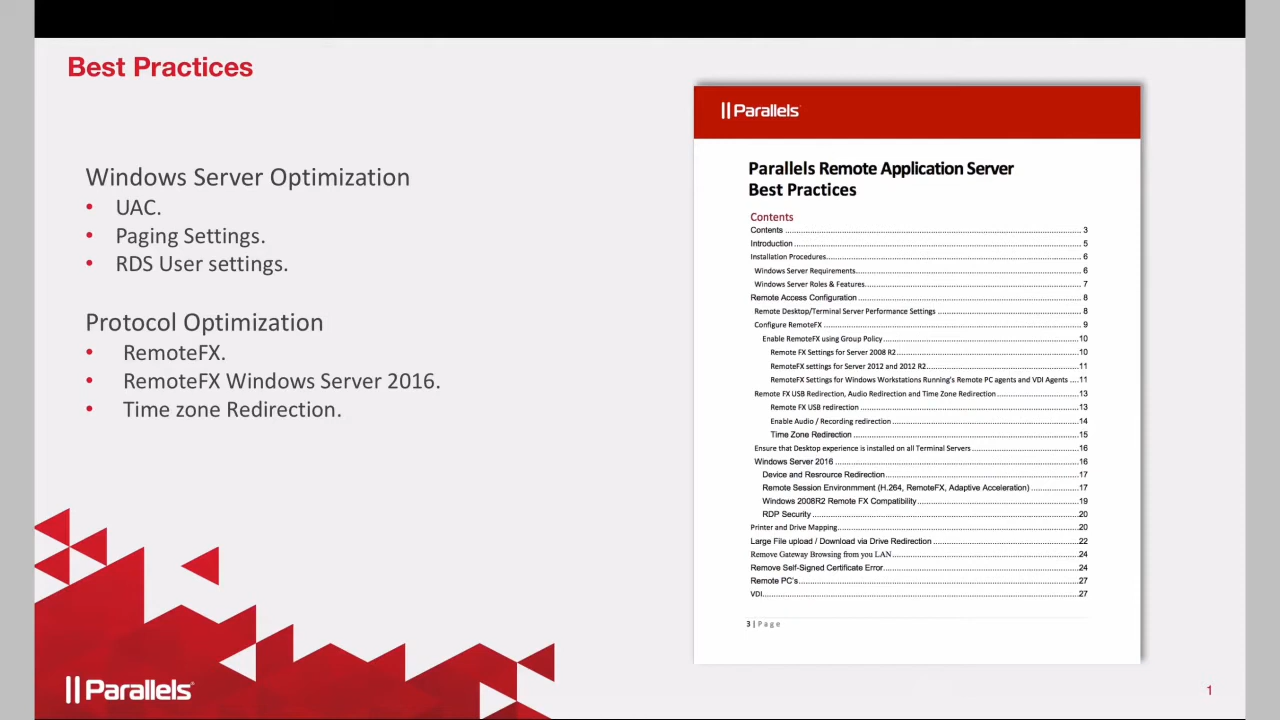 Best Practices
Windows Server Optimization
• UAC.
• Paging Settings.
• RDS User settings.
Protocol Optimization
• RemoteFX.
• RemoteFX Windows Server 2016.
• Time zone Redirection.
Parallels
Parallels Remote Application Server
Best Practices
Contents
Contents 3
Introduction 5
Installation Procedures 6
Windows Server Requirements 6
Windows Server Roles & Features 7
Remote Access Configuration 8
Remote Desktop/Terminal Server Performance Settings 8
Configure RemoteFX 9
Enable RemoteFX using Group Policy 10
Remote FX Settings for Server 2008 R2 10
RemoteFX settings for Server 2012 and 2012 R2 11
RemoteFX Settings for Windows Workstations Running's Remote PC agents and VDI Agents 11
Remote FX USB Redirection, Audio Redirection and Time Zone Redirection 13
Remote FX USB redirection 13
Enable Audio / Recording redirection 14
Time Zone Redirection 15
Ensure that Desktop experience is installed on all Terminal Servers 16
Windows Server 2016 16
Device and Resrource Redirection 17
Remote Session Environmment (H.264, RemoteFX, Adaptive Acceleration) 17
Windows 2008R2 Remote FX Compatibility 19
RDP Security 20
Printer and Drive Mapping 20
Large File upload / Download via Drive Redirection 22
Remove Gateway Browsing from you LAN 24
Remove Self-Signed Certificate Error 24
Remote PC's 27
VDI 27
3 | Page
Parallels
1